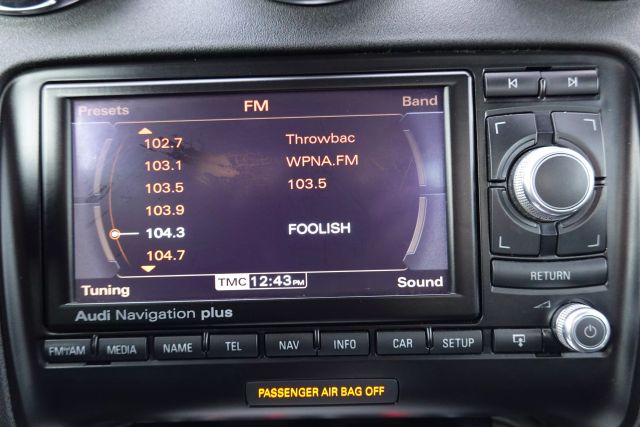 Presets FM Band
102.7 Throwbac
103.1 WPNA.FM
103.5 103.5
103.9
104.3 FOOLISH
104.7
Tuning TMC 12:43PM Sound
Audi Navigation plus
RETURN
FM/AM MEDIA NAME TEL NAV INFO CAR SETUP
PASSENGER AIR BAG OFF